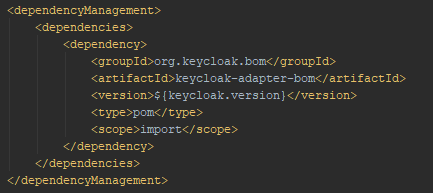 <dependencyManagement>
    <dependencies>
        <dependency>
            <groupId>org.keycloak.bom</groupId>
            <artifactId>keycloak-adapter-bom</artifactId>
            <version>${keycloak.version}</version>
            <type>pom</type>
            <scope>import</scope>
        </dependency>
    </dependencies>
</dependencyManagement>